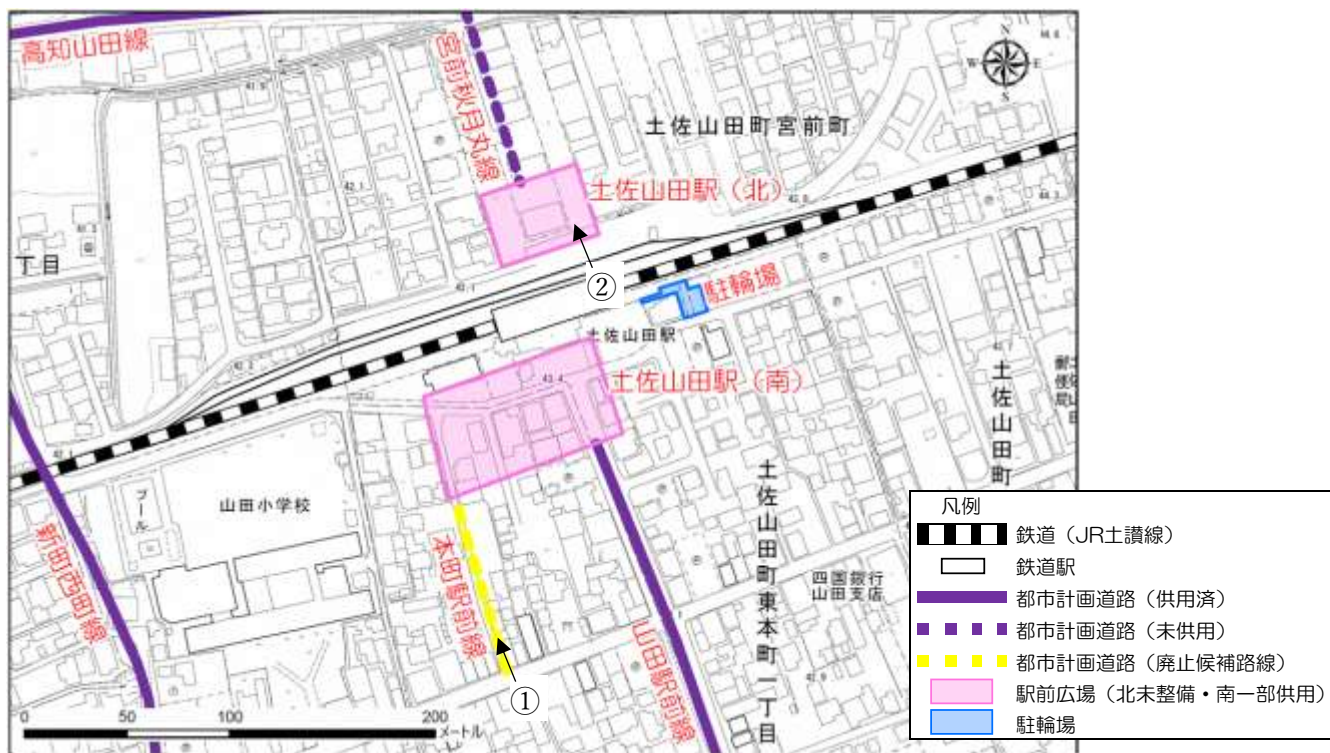 高知山田線
宮前秋月丸線
土佐山田町宮前町
N
W
E
S
土佐山田駅（北）
②
丁目
駐輪場
土佐山田駅
土佐山田駅（南）
43.4
42.1
42.1
42.2
山田小学校
プール
新町西町線
本町駅前線
①
山田駅前線
土佐山田町東本町一丁目
四国銀行
山田支店
土佐山田町
0
50
100
200
メートル
凡例
鉄道（JR土讃線）
鉄道駅
都市計画道路（供用済）
都市計画道路（未供用）
都市計画道路（廃止候補路線）
駅前広場（北未整備・南一部供用）
駐輪場